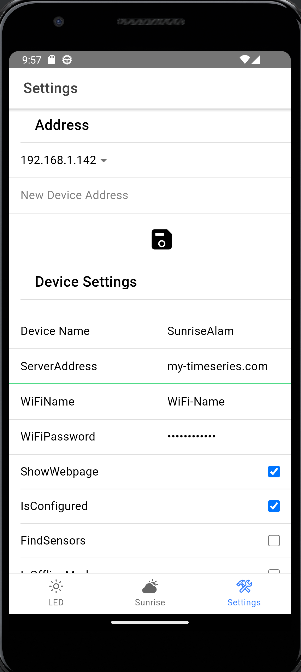 9:57
Settings
Address
192.168.1.142
New Device Address
Device Settings
Device Name SunriseAlam
ServerAddress my-timeseries.com
WiFiName WiFi-Name
WiFiPassword ••••••••••••
ShowWebpage
IsConfigured
FindSensors
LED Sunrise Settings